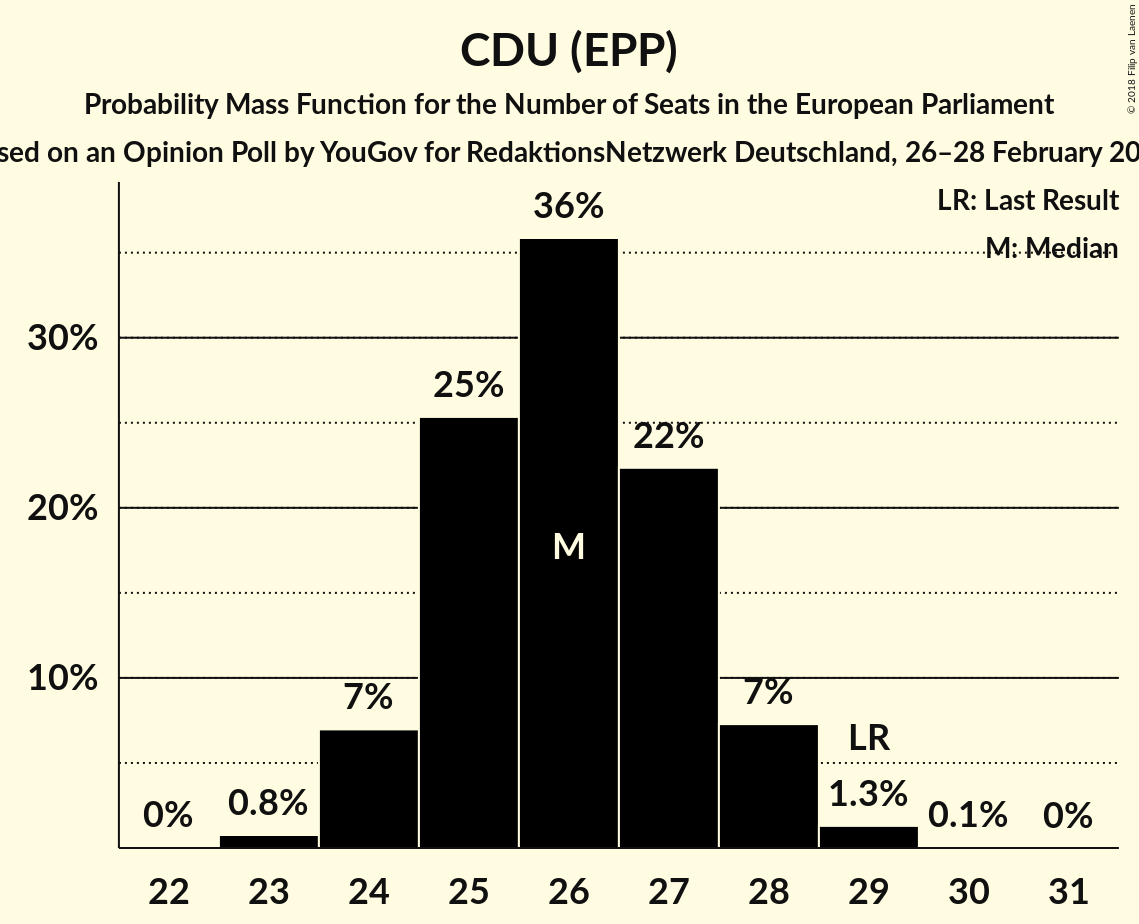 CDU (EPP)
Probability Mass Function for the Number of Seats in the European Parliament
sed on an Opinion Poll by YouGov for RedaktionsNetzwerk Deutschland, 26–28 February 20
© 2018 Filip van Laenen
LR: Last Result
M: Median
36%
30%
25%
22%
20%
M
10%
7%
7%
LR
0%
0.8%
1.3%
0.1%
0%
22 23 24 25 26 27 28 29 30 31